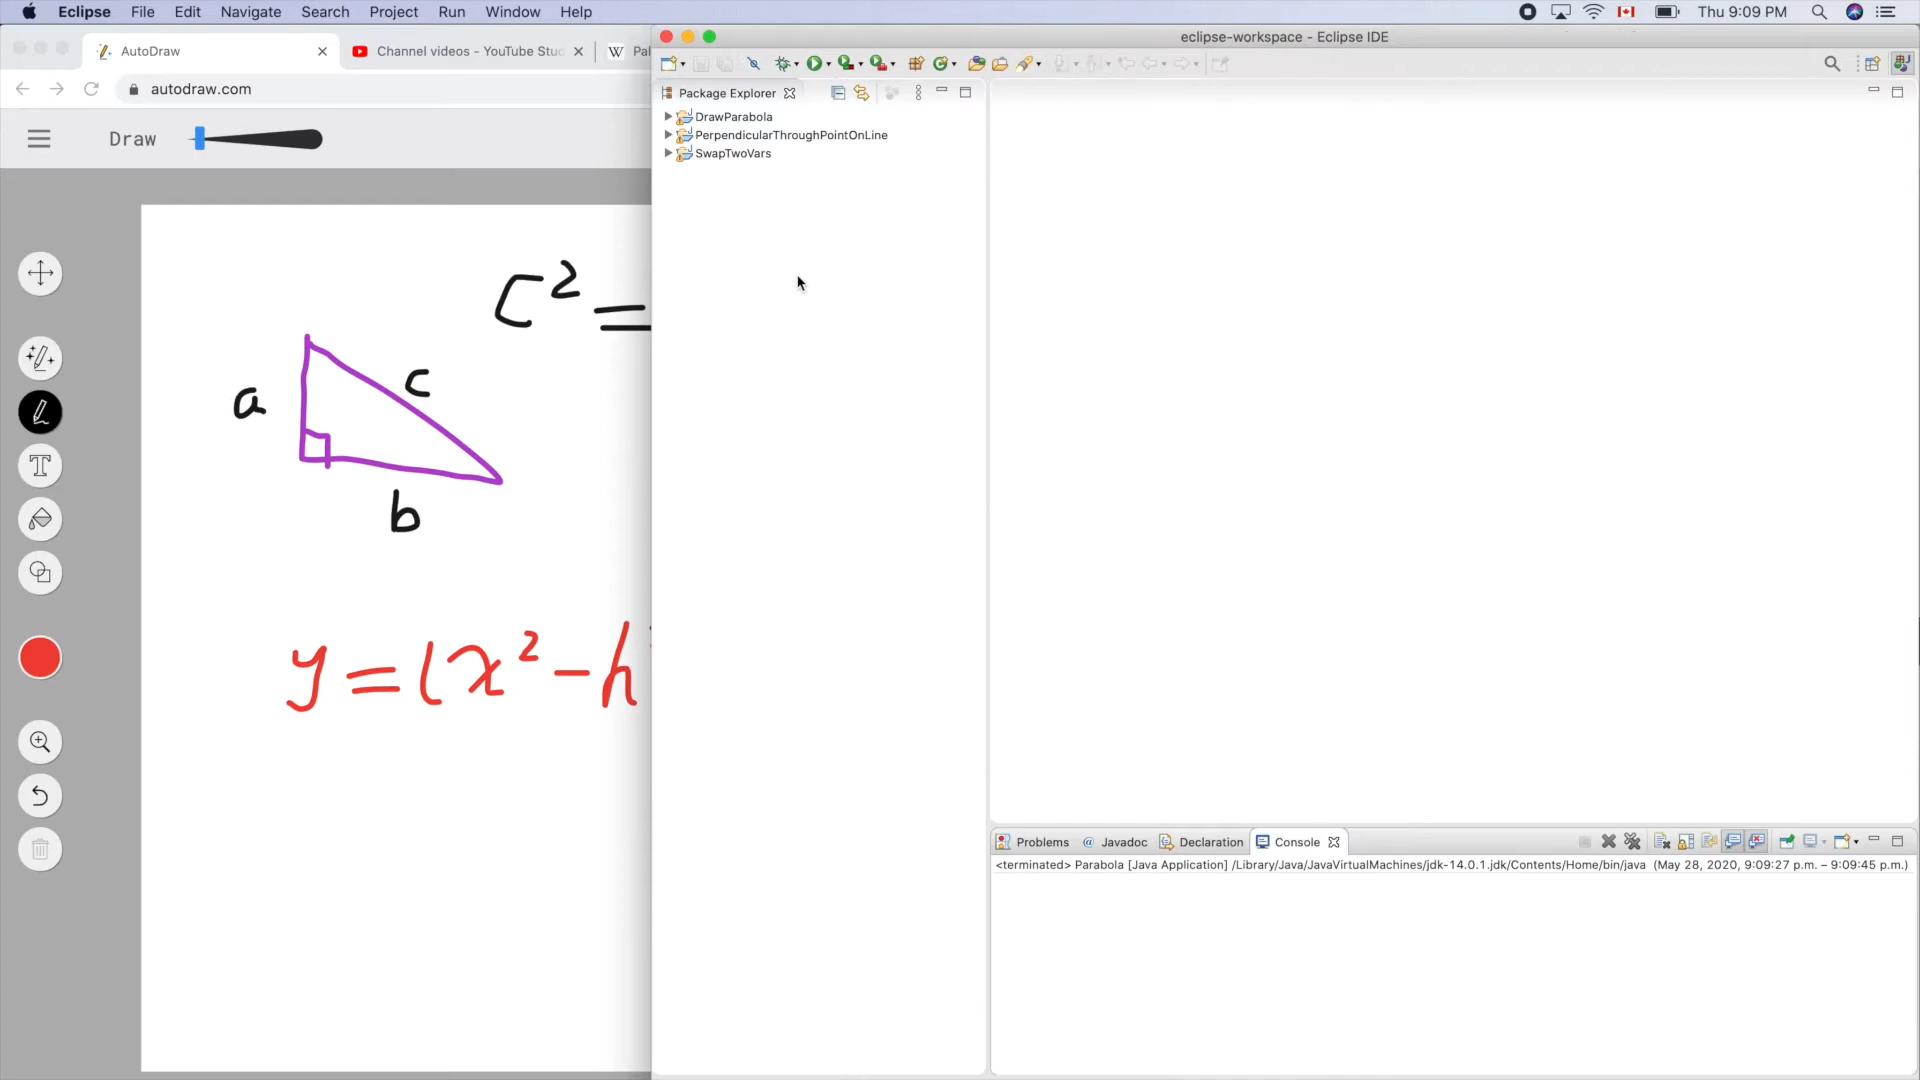 Eclipse File Edit Navigate Search Project Run Window Help Thu 9:09 PM
AutoDraw Channel videos - YouTube Stu W
eclipse-workspace - Eclipse IDE
autodraw.com
Draw
Package Explorer
DrawParabola
PerpendicularThroughPointOnLine
SwapTwoVars
C² =
a
c
b
y = (x² - h
T
Problems @ Javadoc Declaration Console
<terminated> Parabola [Java Application] /Library/Java/JavaVirtualMachines/jdk-14.0.1.jdk/Contents/Home/bin/java (May 28, 2020, 9:09:27 p.m. – 9:09:45 p.m.)